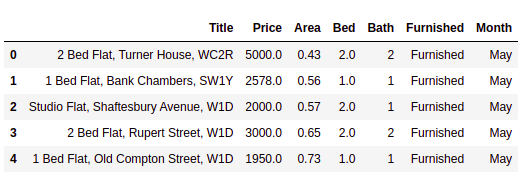 Title Price Area Bed Bath Furnished Month
0 2 Bed Flat, Turner House, WC2R 5000.0 0.43 2.0 2 Furnished May
1 1 Bed Flat, Bank Chambers, SW1Y 2578.0 0.56 1.0 1 Furnished May
2 Studio Flat, Shaftesbury Avenue, W1D 2000.0 0.57 2.0 1 Furnished May
3 2 Bed Flat, Rupert Street, W1D 3000.0 0.65 2.0 2 Furnished May
4 1 Bed Flat, Old Compton Street, W1D 1950.0 0.73 1.0 1 Furnished May